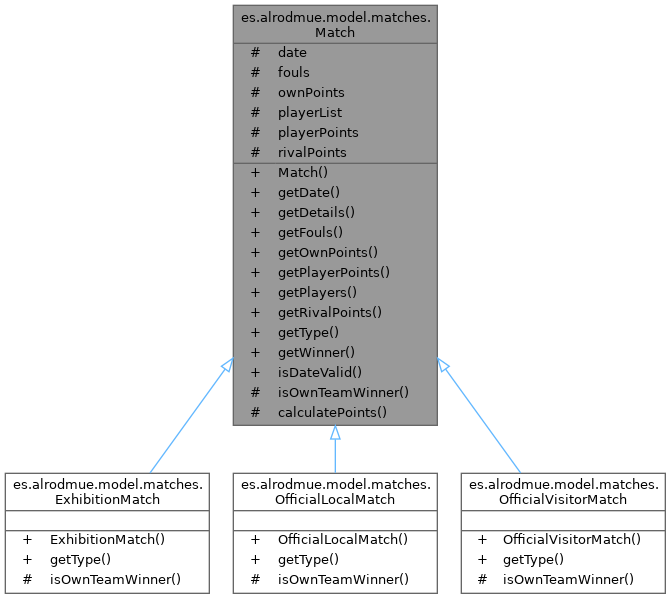 es.alrodmue.model.matches.
Match
# date
# fouls
# ownPoints
# playerList
# playerPoints
# rivalPoints
+ Match()
+ getDate()
+ getDetails()
+ getFouls()
+ getOwnPoints()
+ getPlayerPoints()
+ getPlayers()
+ getRivalPoints()
+ getType()
+ getWinner()
+ isDateValid()
# isOwnTeamWinner()
# calculatePoints()
es.alrodmue.model.matches.
ExhibitionMatch
+ ExhibitionMatch()
+ getType()
# isOwnTeamWinner()
es.alrodmue.model.matches.
OfficialLocalMatch
+ OfficialLocalMatch()
+ getType()
# isOwnTeamWinner()
es.alrodmue.model.matches.
OfficialVisitorMatch
+ OfficialVisitorMatch()
+ getType()
# isOwnTeamWinner()